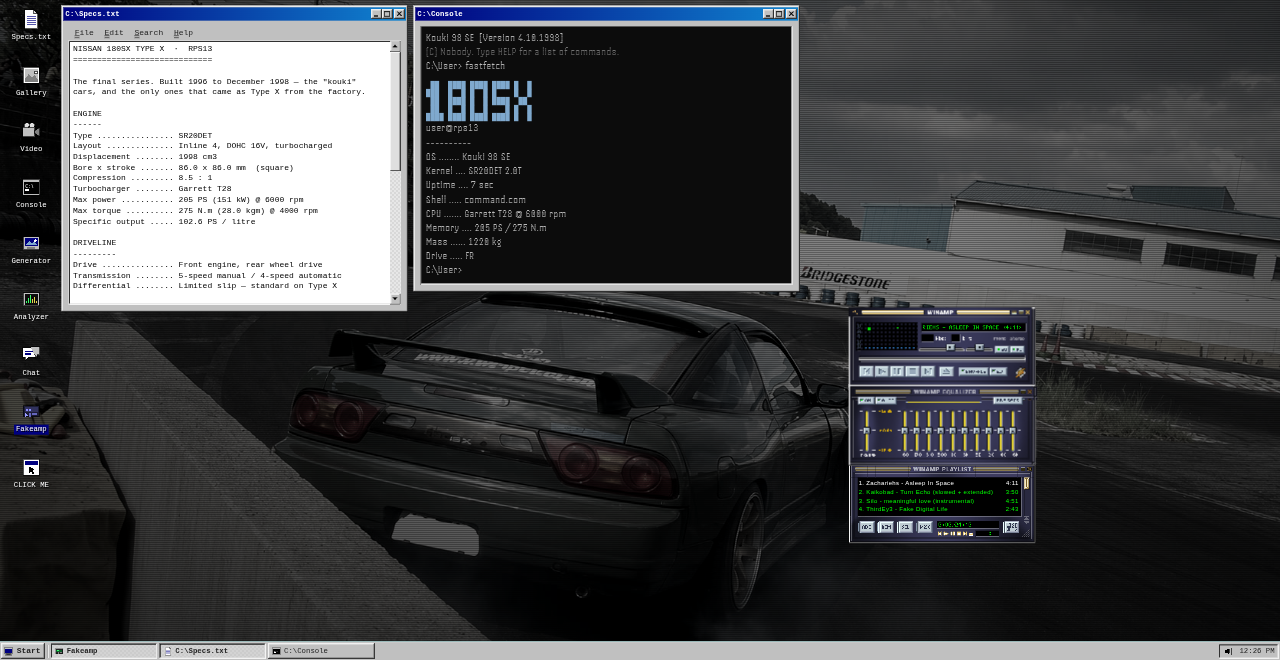 Specs.txt
Gallery
Video
Console
Generator
Analyzer
Chat
Fakeamp
CLICK ME
C:\Specs.txt
File Edit Search Help
NISSAN 180SX TYPE X · RPS13
============================
The final series. Built 1996 to December 1998 — the "kouki"
cars, and the only ones that came as Type X from the factory.
ENGINE
------
Type ............... SR20DET
Layout ............. Inline 4, DOHC 16V, turbocharged
Displacement ....... 1998 cm3
Bore x stroke ...... 86.0 x 86.0 mm (square)
Compression ........ 8.5 : 1
Turbocharger ....... Garrett T28
Max power .......... 205 PS (151 kW) @ 6000 rpm
Max torque ......... 275 N.m (28.0 kgm) @ 4000 rpm
Specific output .... 102.6 PS / litre
DRIVELINE
---------
Drive .............. Front engine, rear wheel drive
Transmission ....... 5-speed manual / 4-speed automatic
Differential ....... Limited slip — standard on Type X
C:\Console
Kouki 98 SE [Version 4.10.1998]
(C) Nobody. Type HELP for a list of commands.
C:\User> fastfetch
180SX
user@rps13
----------
OS ........ Kouki 98 SE
Kernel .... SR20DET 2.0T
Uptime .... 7 sec
Shell ..... command.com
CPU ....... Garrett T28 @ 6000 rpm
Memory .... 205 PS / 275 N.m
Mass ...... 1220 kg
Drive ..... FR
C:\User>
BRIDGESTONE
WINAMP
WINAMP EQUALIZER
WINAMP PLAYLIST
1. Zachariehs - Asleep In Space 4:11
2. Kaikobad - Turn Echo (slowed + extended) 3:50
3. Silo - meaningful love (instrumental) 4:51
4. ThirdEy3 - Fake Digital Life 2:43
Start
Fakeamp
C:\Specs.txt
C:\Console
12:26 PM